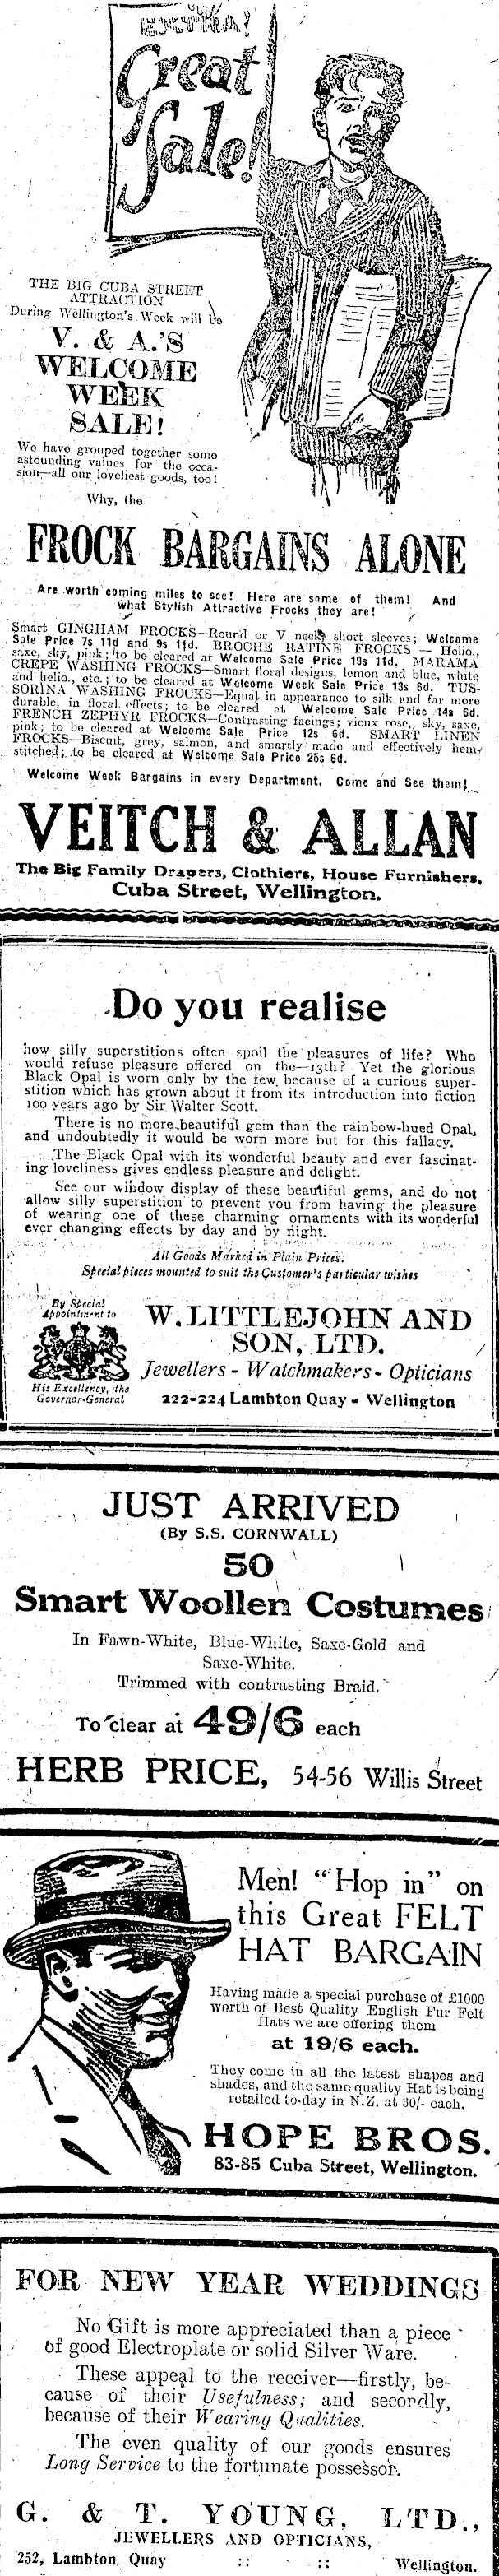 EXTRA!
Great
Sale!
THE BIG CUBA STREET
ATTRACTION
During Wellington's Week will be
V. & A.'S
WELCOME
WEEK
SALE!
We have grouped together some
astounding values for the occa-
sion—all our loveliest goods, too!
Why, the
FROCK BARGAINS ALONE
Are worth coming miles to see! Here are some of them! And
what Stylish Attractive Frocks they are!
Smart GINGHAM FROCKS—Round or V neck, short sleeves; Welcome
Sale Price 7s 11d and 9s 11d. BROCHE RATINE FROCKS — Helio.,
saxe, sky, pink; to be cleared at Welcome Sale Price 19s 11d. MARAMA
CREPE WASHING FROCKS—Smart floral designs, lemon and blue, white
and helio., etc.; to be cleared at Welcome Week Sale Price 13s 6d. TUS-
SORINA WASHING FROCKS—Equal in appearance to silk and far more
durable, in floral effects; to be cleared at Welcome Sale Price 14s 6d.
FRENCH ZEPHYR FROCKS—Contrasting facings; vieux rose, sky, saxe,
pink; to be cleared at Welcome Sale Price 12s 6d. SMART LINEN
FROCKS—Biscuit, grey, salmon, and smartly made and effectively hem-
stitched; to be cleared at Welcome Sale Price 25s 6d.
Welcome Week Bargains in every Department. Come and See them!
VEITCH & ALLAN
The Big Family Drapers, Clothiers, House Furnishers,
Cuba Street, Wellington.
Do you realise
how silly superstitions often spoil the pleasures of life? Who
would refuse pleasure offered on the—13th? Yet the glorious
Black Opal is worn only by the few because of a curious super-
stition which has grown about it from its introduction into fiction
100 years ago by Sir Walter Scott.
There is no more beautiful gem than the rainbow-hued Opal,
and undoubtedly it would be worn more but for this fallacy.
The Black Opal with its wonderful beauty and ever fascinat-
ing loveliness gives endless pleasure and delight.
See our window display of these beautiful gems, and do not
allow silly superstition to prevent you from having the pleasure
of wearing one of these charming ornaments with its wonderful
ever changing effects by day and by night.
All Goods Marked in Plain Prices.
Special pieces mounted to suit the Customer's particular wishes
By Special
Appointment to
His Excellency, the
Governor-General
W. LITTLEJOHN AND
SON, LTD.
Jewellers - Watchmakers - Opticians
222-224 Lambton Quay - Wellington
JUST ARRIVED
(By S.S. CORNWALL)
50
Smart Woollen Costumes
In Fawn-White, Blue-White, Saxe-Gold and
Saxe-White.
Trimmed with contrasting Braid.
To clear at 49/6 each
HERB PRICE, 54-56 Willis Street
Men! "Hop in" on
this Great FELT
HAT BARGAIN
Having made a special purchase of £1000
worth of Best Quality English Fur Felt
Hats we are offering them
at 19/6 each.
They come in all the latest shapes and
shades, and the same quality Hat is being
retailed to-day in N.Z. at 30/- each.
HOPE BROS.
83-85 Cuba Street, Wellington.
FOR NEW YEAR WEDDINGS
No Gift is more appreciated than a piece
of good Electroplate or solid Silver Ware.
These appeal to the receiver—firstly, be-
cause of their Usefulness; and secondly,
because of their Wearing Qualities.
The even quality of our goods ensures
Long Service to the fortunate possessor.
G. & T. YOUNG, LTD.,
JEWELLERS AND OPTICIANS,
252, Lambton Quay :: :: Wellington.